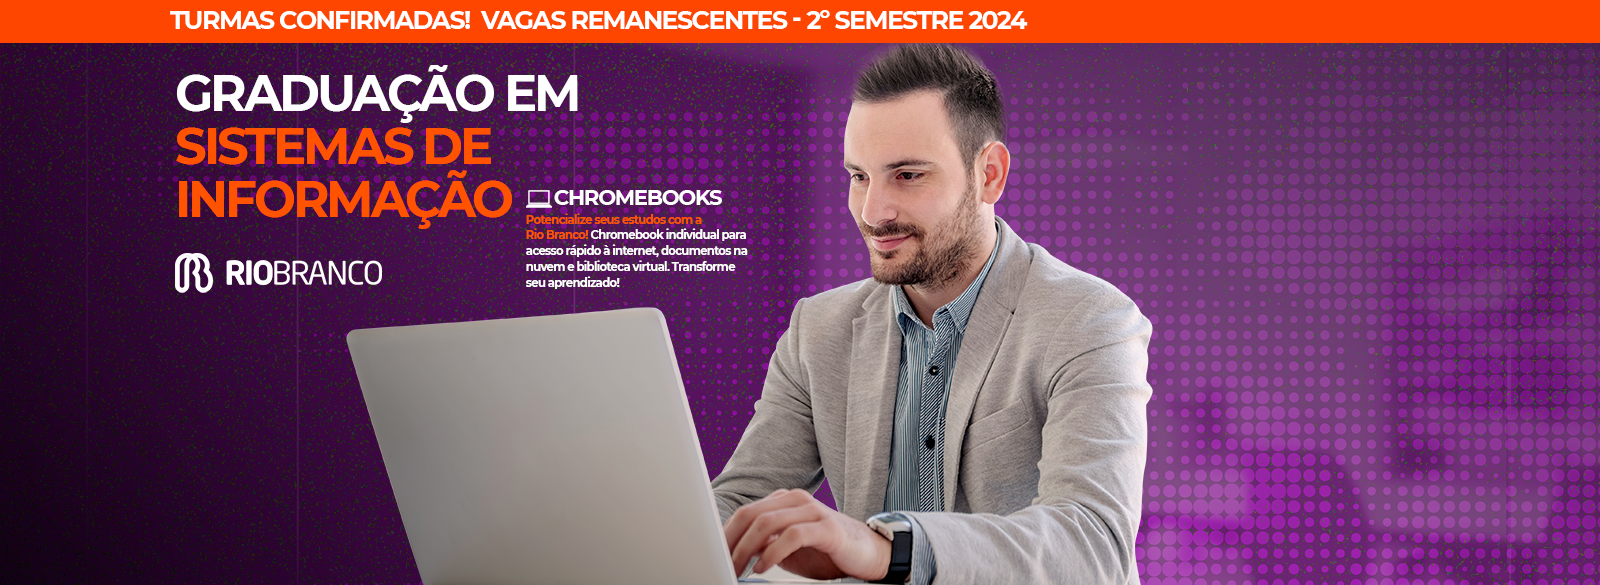 TURMAS CONFIRMADAS! VAGAS REMANESCENTES - 2º SEMESTRE 2024
GRADUAÇÃO EM
SISTEMAS DE
INFORMAÇÃO
RIOBRANCO
CHROMEBOOKS
Potencialize seus estudos com a
Rio Branco! Chromebook individual para
acesso rápido à internet, documentos na
nuvem e biblioteca virtual. Transforme
seu aprendizado!